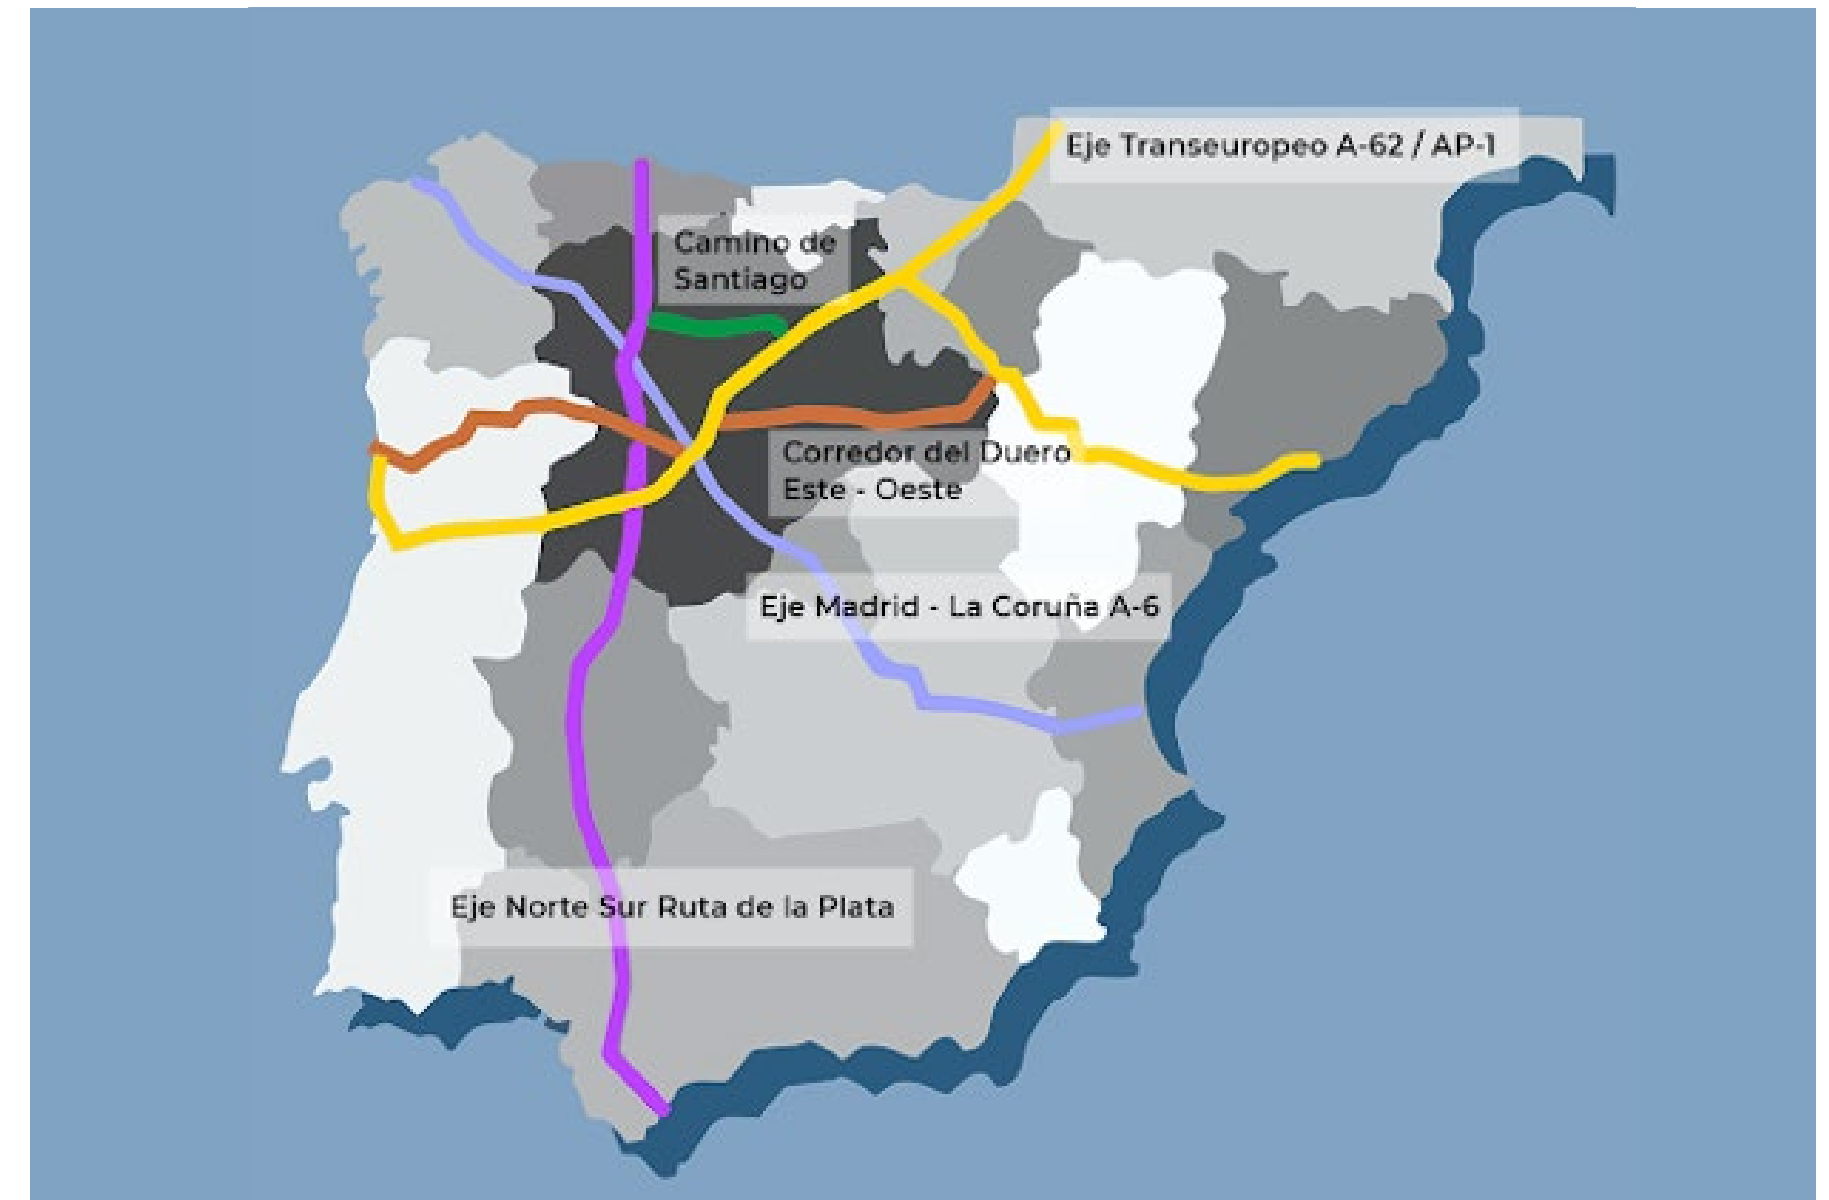 Eje Transeuropeo A-62 / AP-1
Camino de
Santiago
Corredor del Duero
Este - Oeste
Eje Madrid - La Coruña A-6
Eje Norte Sur Ruta de la Plata